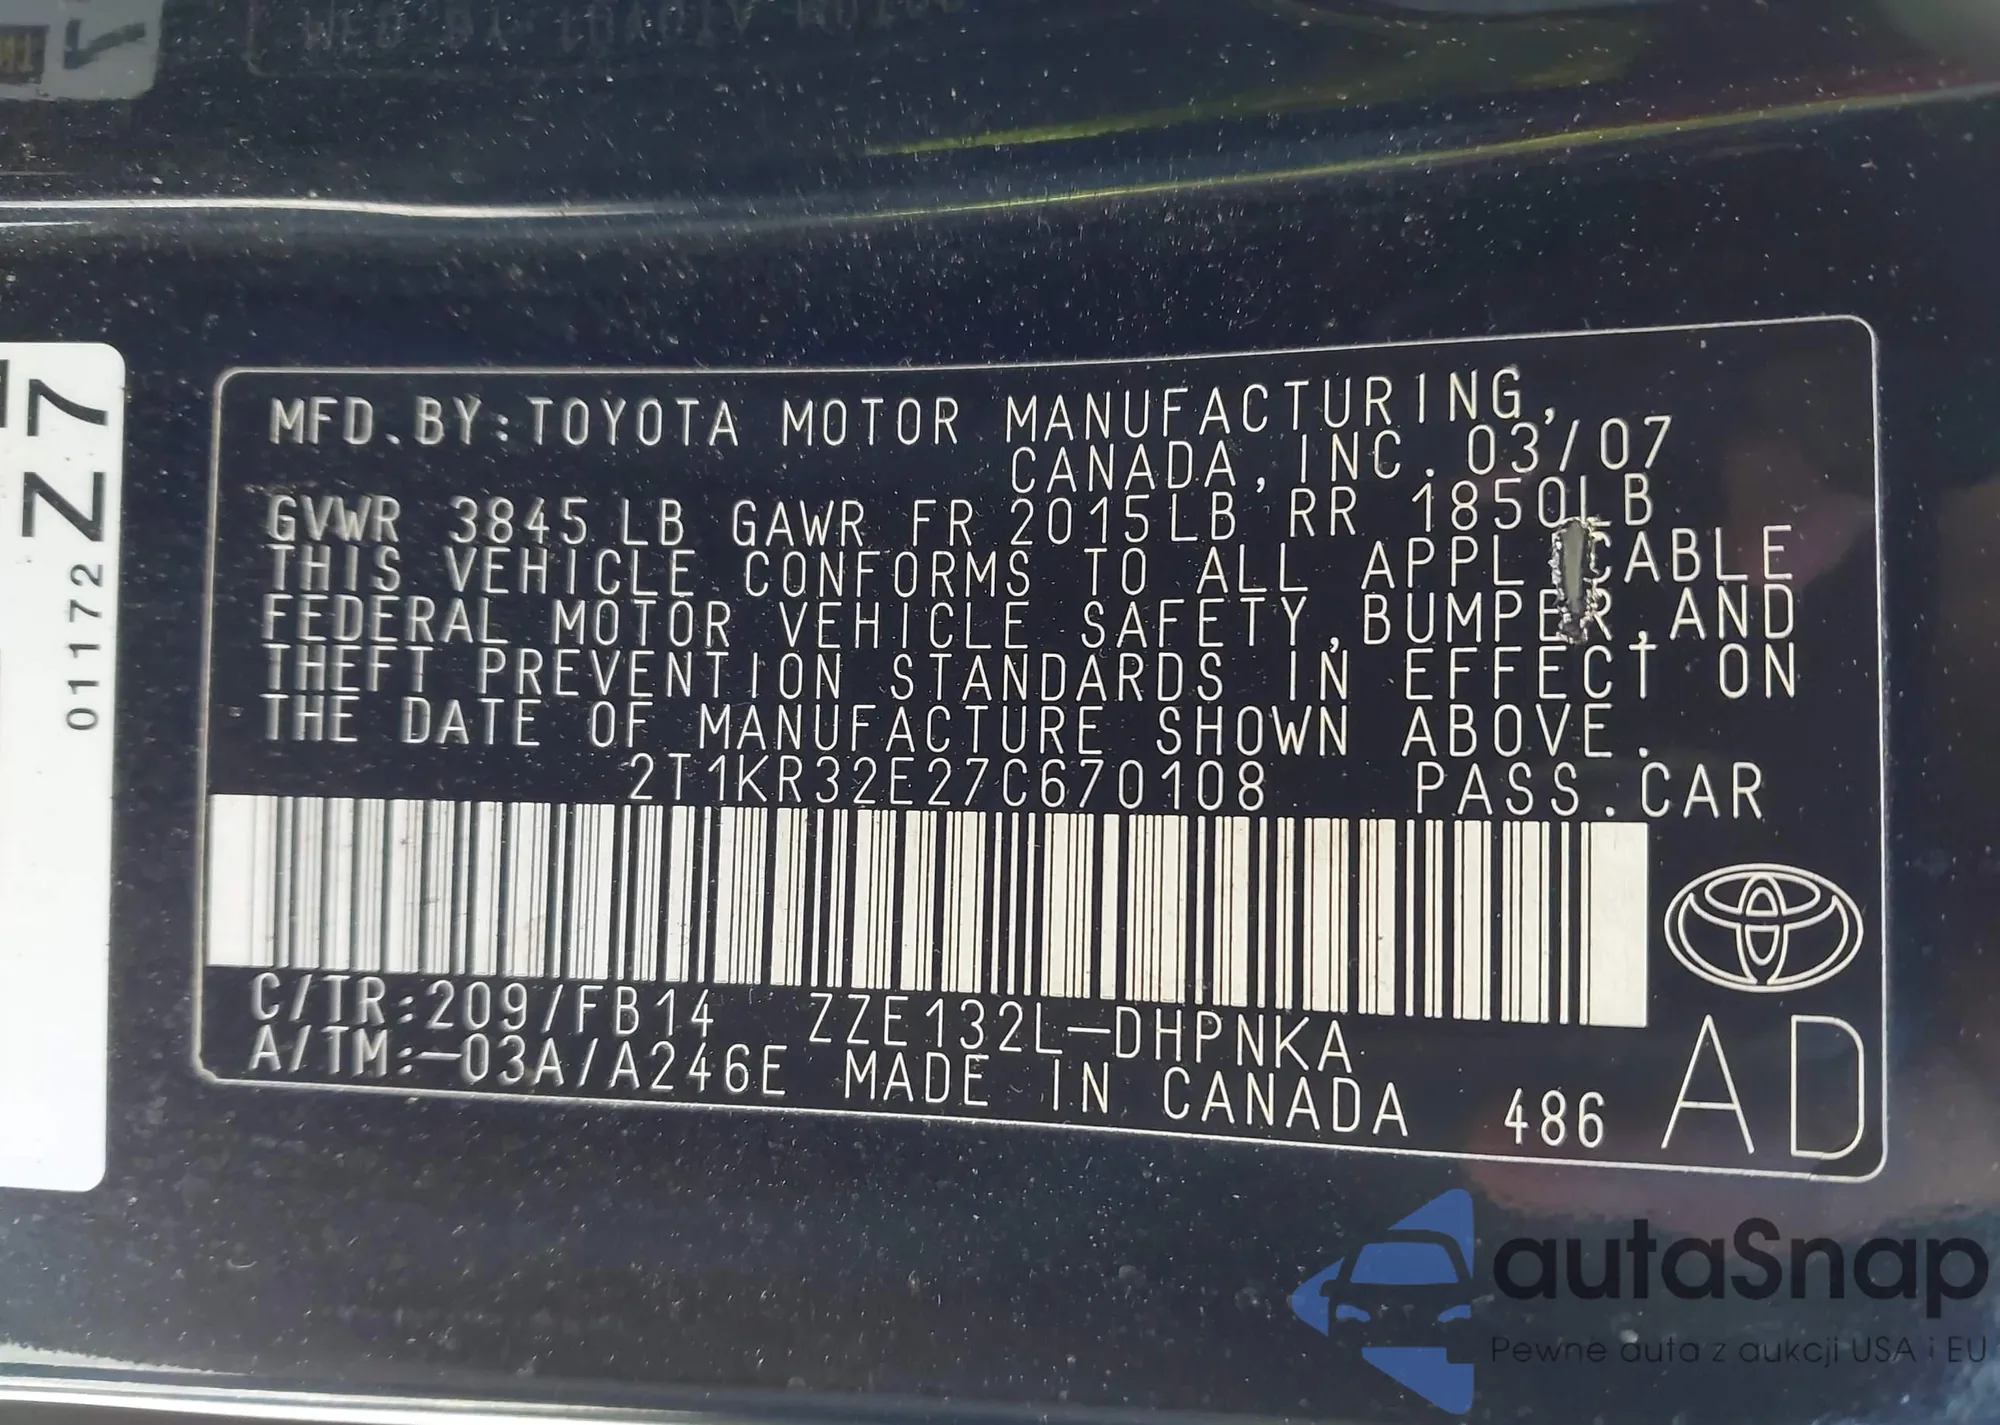 Z7
01172
MFD.BY:TOYOTA MOTOR MANUFACTURING,
CANADA,INC. 03/07
GVWR 3845LB GAWR FR 2015LB RR 1850LB
THIS VEHICLE CONFORMS TO ALL APPL CABLE
FEDERAL MOTOR VEHICLE SAFETY,BUMPER,AND
THEFT PREVENTION STANDARDS IN EFFECT ON
THE DATE OF MANUFACTURE SHOWN ABOVE.
2T1KR32E27C670108 PASS.CAR
C/TR:209/FB14 ZZE132L-DHPNKA
A/TM:-03A/A246E MADE IN CANADA 486 AD
autaSnap
Pewne auta z aukcji USA i EU